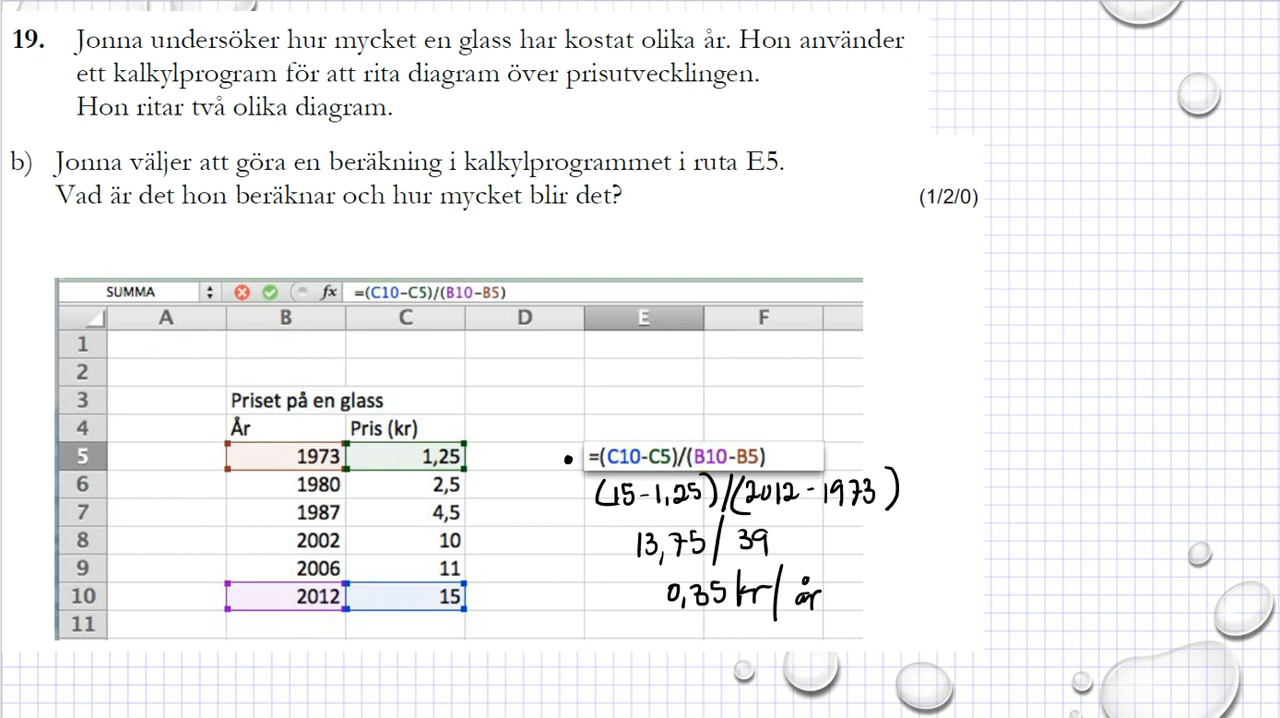 19. Jonna undersöker hur mycket en glass har kostat olika år. Hon använder
ett kalkylprogram för att rita diagram över prisutvecklingen.
Hon ritar två olika diagram.
b) Jonna väljer att göra en beräkning i kalkylprogrammet i ruta E5.
Vad är det hon beräknar och hur mycket blir det? (1/2/0)
SUMMA fx =(C10-C5)/(B10-B5)
A B C D E F
1
2
3 Priset på en glass
4 År Pris (kr)
5 1973 1,25 =(C10-C5)/(B10-B5)
6 1980 2,5 (15-1,25)/(2012-1973)
7 1987 4,5
8 2002 10 13,75/39
9 2006 11
10 2012 15 0,35 kr/år
11